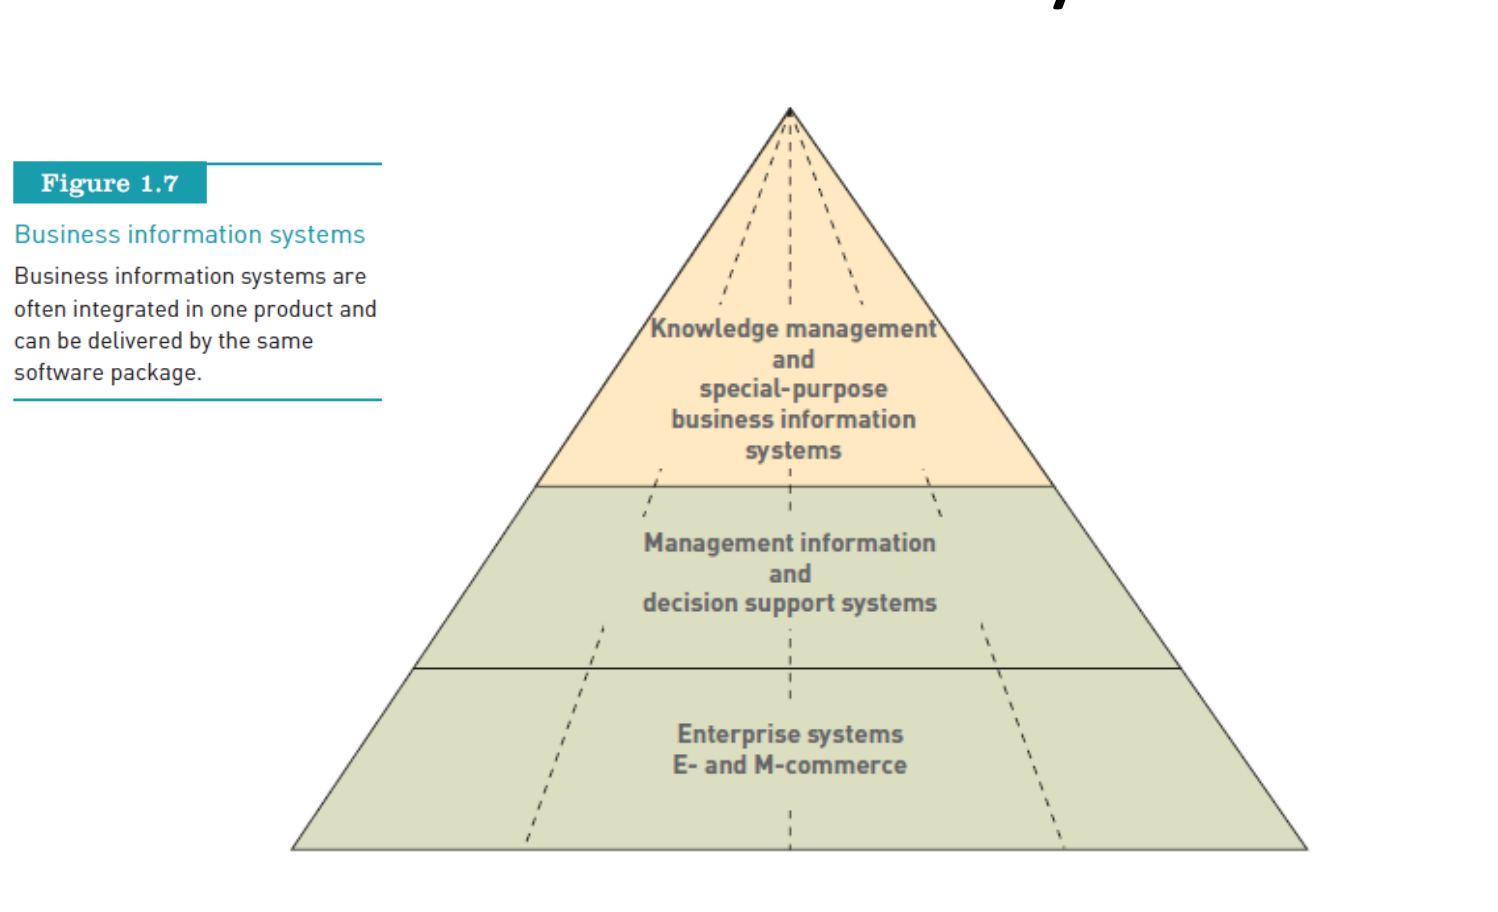 Figure 1.7
Business information systems
Business information systems are
often integrated in one product and
can be delivered by the same
software package.
Knowledge management
and
special-purpose
business information
systems
Management information
and
decision support systems
Enterprise systems
E- and M-commerce